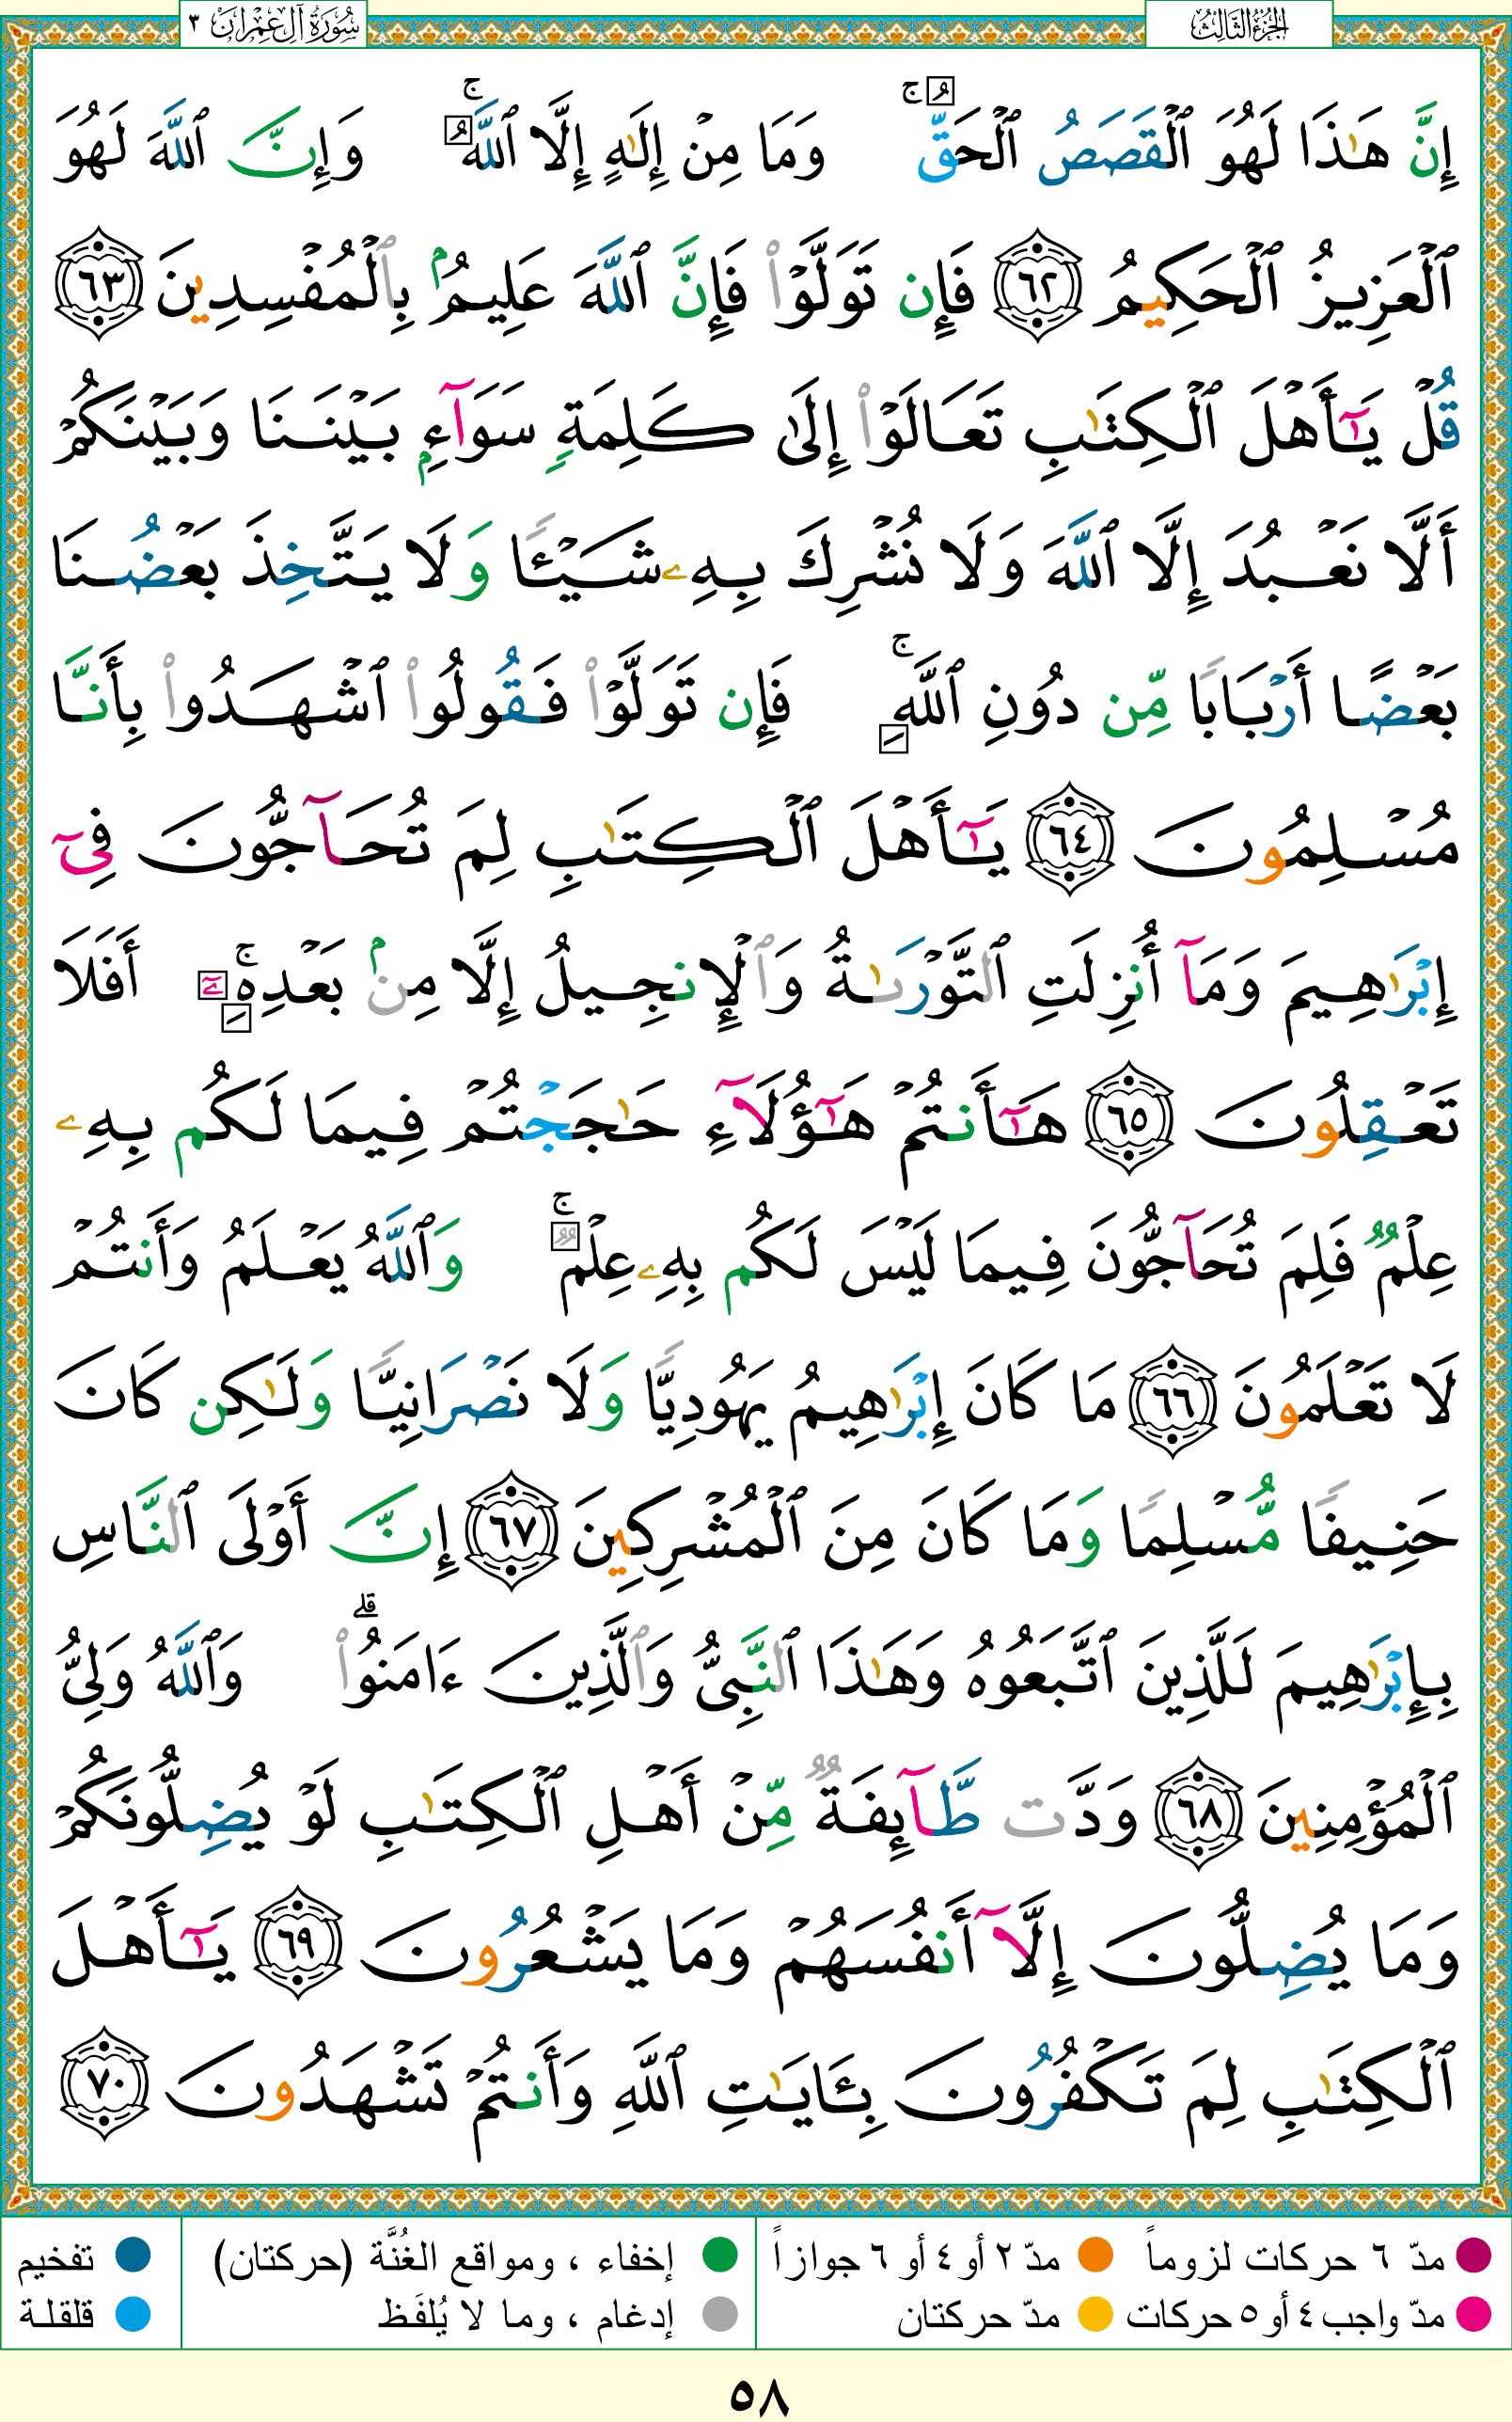 سُورَةُ آلِ عِمْرَان ٣
الجُزْءُ الثَّالِثُ
إِنَّ هَٰذَا لَهُوَ ٱلْقَصَصُ ٱلْحَقُّ ۚ وَمَا مِنْ إِلَٰهٍ إِلَّا ٱللَّهُ ۚ وَإِنَّ ٱللَّهَ لَهُوَ
ٱلْعَزِيزُ ٱلْحَكِيمُ ٦٢ فَإِن تَوَلَّوْا۟ فَإِنَّ ٱللَّهَ عَلِيمٌۢ بِٱلْمُفْسِدِينَ ٦٣
قُلْ يَٰٓأَهْلَ ٱلْكِتَٰبِ تَعَالَوْا۟ إِلَىٰ كَلِمَةٍ سَوَآءٍۭ بَيْنَنَا وَبَيْنَكُمْ
أَلَّا نَعْبُدَ إِلَّا ٱللَّهَ وَلَا نُشْرِكَ بِهِۦ شَيْـًٔا وَلَا يَتَّخِذَ بَعْضُنَا
بَعْضًا أَرْبَابًا مِّن دُونِ ٱللَّهِ ۚ فَإِن تَوَلَّوْا۟ فَقُولُوا۟ ٱشْهَدُوا۟ بِأَنَّا
مُسْلِمُونَ ٦٤ يَٰٓأَهْلَ ٱلْكِتَٰبِ لِمَ تُحَآجُّونَ فِىٓ
إِبْرَٰهِيمَ وَمَآ أُنزِلَتِ ٱلتَّوْرَىٰةُ وَٱلْإِنجِيلُ إِلَّا مِنۢ بَعْدِهِۦٓ ۚ أَفَلَا
تَعْقِلُونَ ٦٥ هَٰٓأَنتُمْ هَٰٓؤُلَآءِ حَٰجَجْتُمْ فِيمَا لَكُم بِهِۦ
عِلْمٌ فَلِمَ تُحَآجُّونَ فِيمَا لَيْسَ لَكُم بِهِۦ عِلْمٌ ۚ وَٱللَّهُ يَعْلَمُ وَأَنتُمْ
لَا تَعْلَمُونَ ٦٦ مَا كَانَ إِبْرَٰهِيمُ يَهُودِيًّا وَلَا نَصْرَانِيًّا وَلَٰكِن كَانَ
حَنِيفًا مُّسْلِمًا وَمَا كَانَ مِنَ ٱلْمُشْرِكِينَ ٦٧ إِنَّ أَوْلَى ٱلنَّاسِ
بِإِبْرَٰهِيمَ لَلَّذِينَ ٱتَّبَعُوهُ وَهَٰذَا ٱلنَّبِىُّ وَٱلَّذِينَ ءَامَنُوا۟ ۗ وَٱللَّهُ وَلِىُّ
ٱلْمُؤْمِنِينَ ٦٨ وَدَّت طَّآئِفَةٌ مِّنْ أَهْلِ ٱلْكِتَٰبِ لَوْ يُضِلُّونَكُمْ
وَمَا يُضِلُّونَ إِلَّآ أَنفُسَهُمْ وَمَا يَشْعُرُونَ ٦٩ يَٰٓأَهْلَ
ٱلْكِتَٰبِ لِمَ تَكْفُرُونَ بِـَٔايَٰتِ ٱللَّهِ وَأَنتُمْ تَشْهَدُونَ ٧٠
مدّ ٦ حركات لزوماً مدّ ٢ أو ٤ أو ٦ جوازاً إخفاء ، ومواقع الغُنَّة (حركتان) تفخيم
مدّ واجب ٤ أو ٥ حركات مدّ حركتان إدغام ، وما لا يُلفَظ قلقلة
٥٨